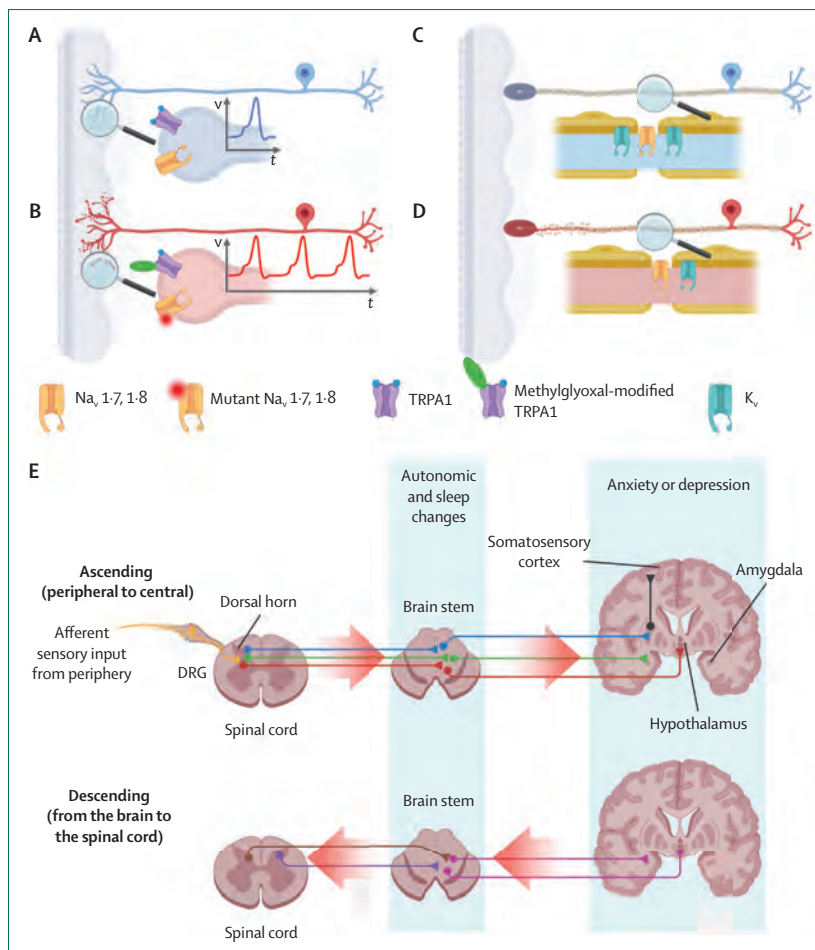 A
C
v
t
B
D
v
t
Naᵥ 1·7, 1·8
Mutant Naᵥ 1·7, 1·8
TRPA1
Methylglyoxal-modified
TRPA1
Kᵥ
E
Autonomic
and sleep
changes
Anxiety or depression
Somatosensory
cortex
Amygdala
Ascending
(peripheral to central)
Dorsal horn
Brain stem
Afferent
sensory input
from periphery
DRG
Hypothalamus
Spinal cord
Descending
(from the brain to
the spinal cord)
Brain stem
Spinal cord